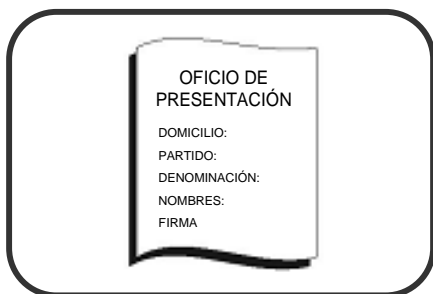 OFICIO DE
PRESENTACIÓN
DOMICILIO:
PARTIDO:
DENOMINACIÓN:
NOMBRES:
FIRMA